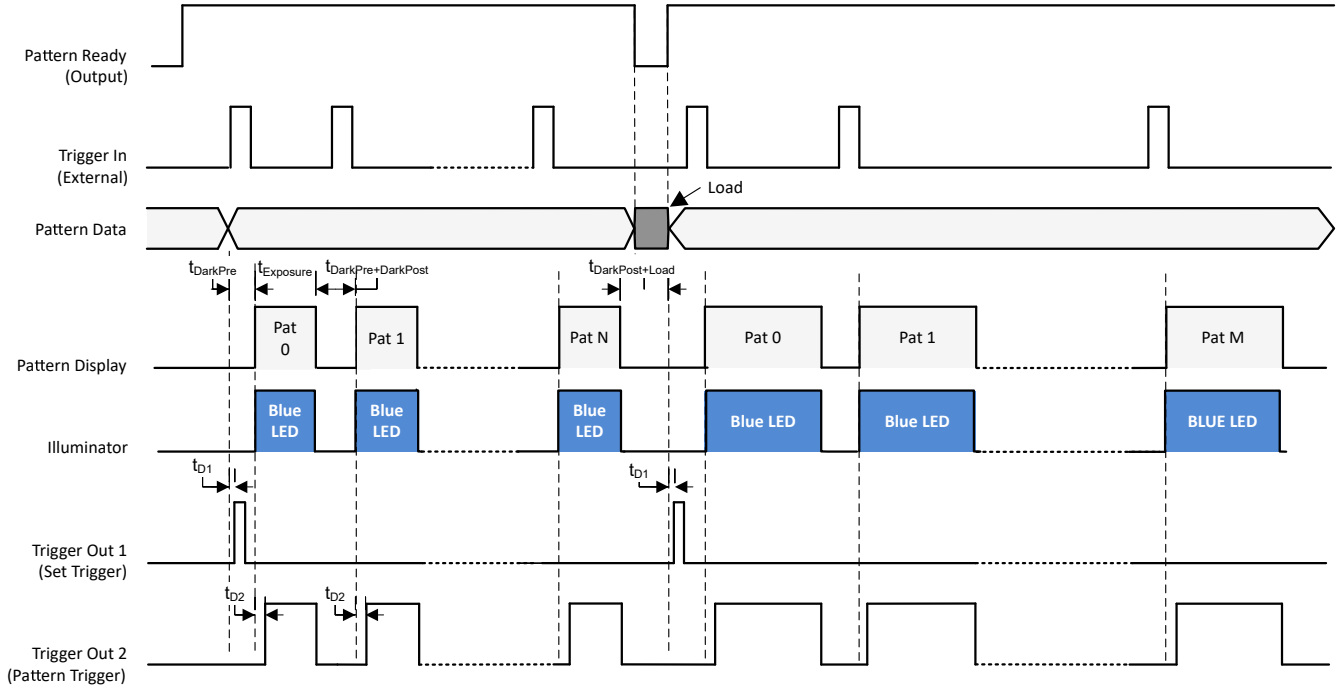 Pattern Ready
(Output)
Trigger In
(External)
Load
Pattern Data
tDarkPre
tExposure
tDarkPre+DarkPost
tDarkPost+Load
Pat
0
Pat 1
Pat N
Pat 0
Pat 1
Pat M
Pattern Display
Blue
LED
Blue
LED
Blue
LED
Blue LED
Blue LED
BLUE LED
Illuminator
tD1
tD1
Trigger Out 1
(Set Trigger)
tD2
tD2
Trigger Out 2
(Pattern Trigger)